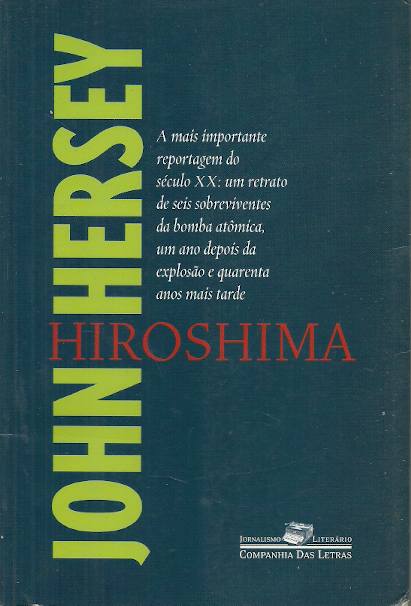 JOHN HERSEY
A mais importante
reportagem do
século XX: um retrato
de seis sobreviventes
da bomba atômica,
um ano depois da
explosão e quarenta
anos mais tarde
HIROSHIMA
JORNALISMO LITERÁRIO
COMPANHIA DAS LETRAS